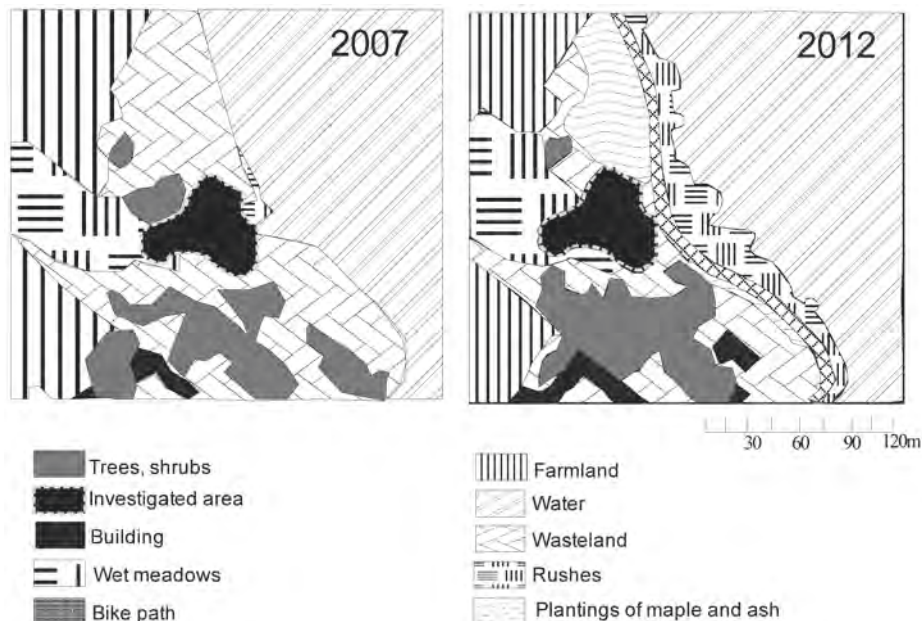 2007
2012
30 60 90 120m
Trees, shrubs
Investigated area
Building
Wet meadows
Bike path
Farmland
Water
Wasteland
Rushes
Plantings of maple and ash